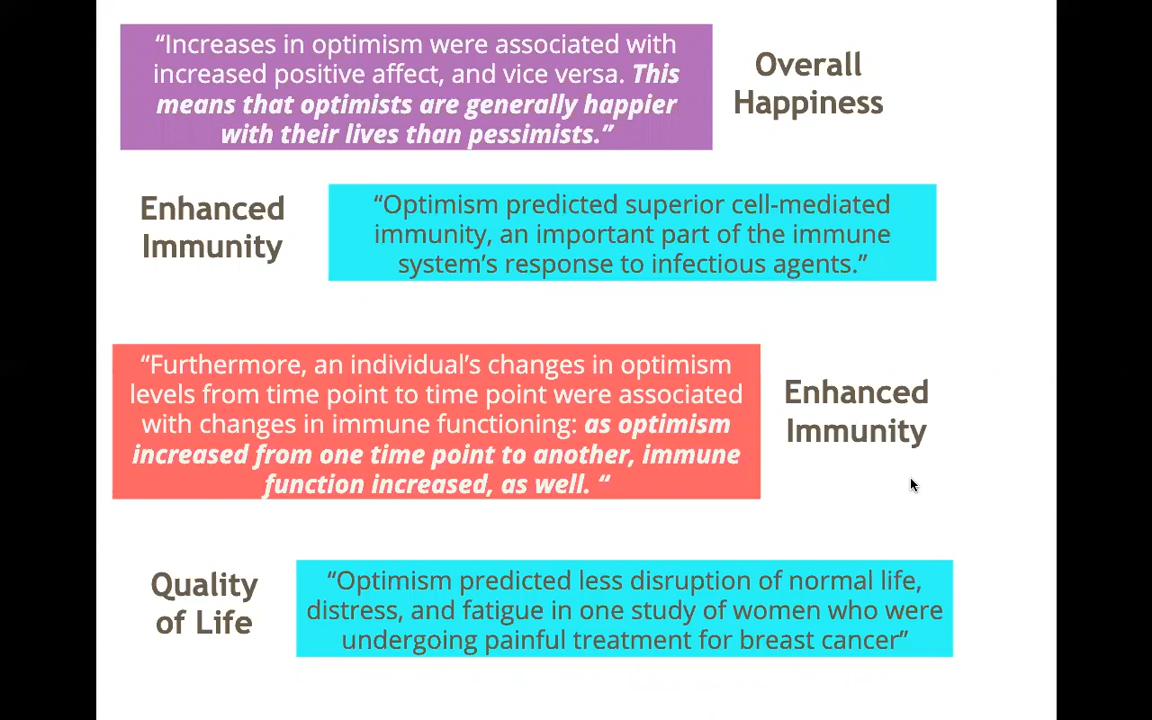 “Increases in optimism were associated with
increased positive affect, and vice versa. This
means that optimists are generally happier
with their lives than pessimists.”
Overall
Happiness
Enhanced
Immunity
“Optimism predicted superior cell-mediated
immunity, an important part of the immune
system’s response to infectious agents.”
“Furthermore, an individual’s changes in optimism
levels from time point to time point were associated
with changes in immune functioning: as optimism
increased from one time point to another, immune
function increased, as well. “
Enhanced
Immunity
Quality
of Life
“Optimism predicted less disruption of normal life,
distress, and fatigue in one study of women who were
undergoing painful treatment for breast cancer”